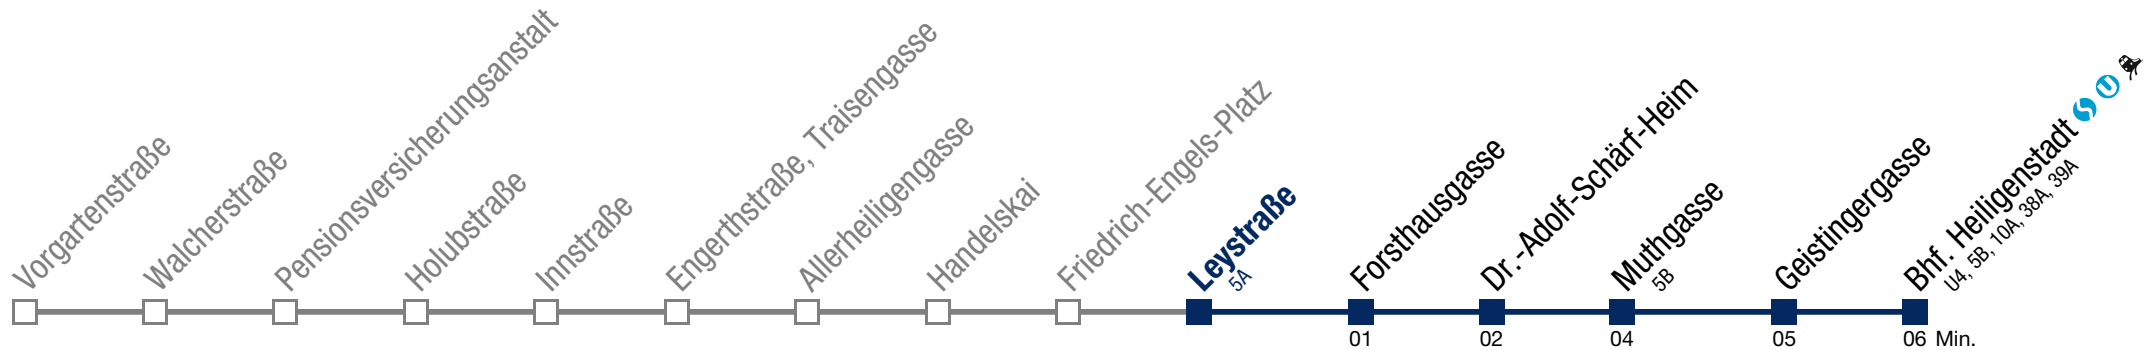 Vorgartenstraße
Walcherstraße
Pensionsversicherungsanstalt
Holubstraße
Innstraße
Engerthstraße, Traisengasse
Allerheiligengasse
Handelskai
Friedrich-Engels-Platz
Leystraße
5A
Forsthausgasse
Dr.-Adolf-Schärf-Heim
Muthgasse
5B
Geistingergasse
Bhf. Heiligenstadt S U
U4, 5B, 10A, 38A, 39A
01 02 04 05 06 Min.